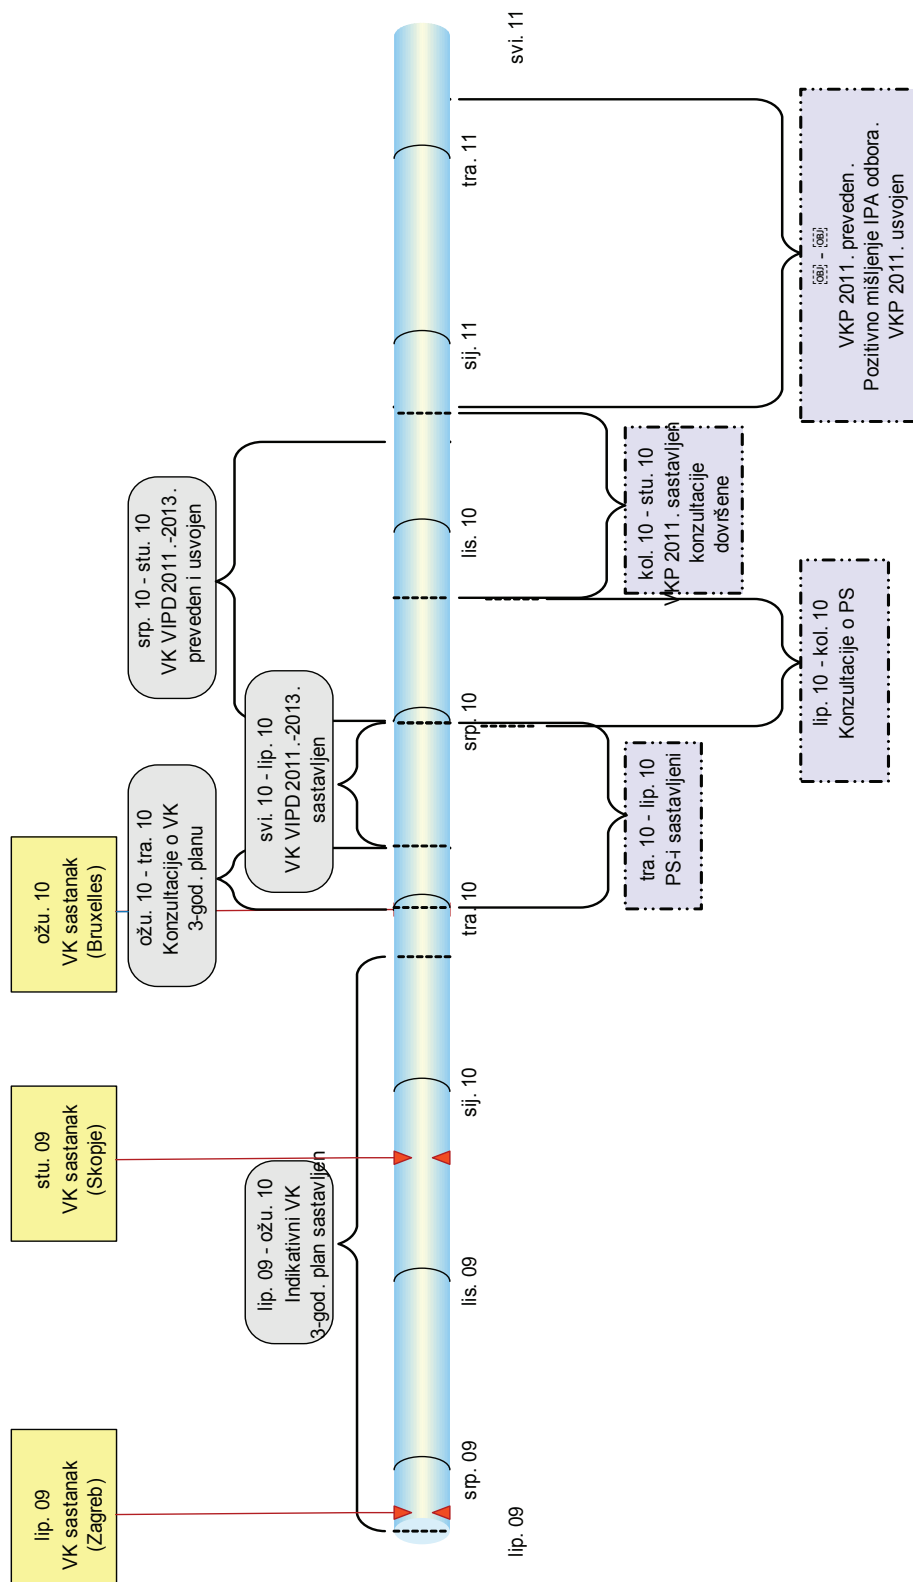 lip. 09
VK sastanak
(Zagreb)
stu. 09
VK sastanak
(Skopje)
ožu. 10
VK sastanak
(Bruxelles)
lip. 09 - ožu. 10
Indikativni VK
3-god. plan sastavljen
ožu. 10 - tra. 10
Konzultacije o VK
3-god. planu
svi. 10 - lip. 10
VK VIPD 2011.-2013.
sastavljen
srp. 10 - stu. 10
VK VIPD 2011.-2013.
preveden i usvojen
lip. 09
srp. 09
lis. 09
sij. 10
tra. 10
srp. 10
lis. 10
sij. 11
tra. 11
svi. 11
tra. 10 - lip. 10
PS-i sastavljeni
lip. 10 - kol. 10
Konzultacije o PS
kol. 10 - stu. 10
VKP 2011. sastavljen
konzultacije
dovršene
OBJ - OBJ
VKP 2011. preveden.
Pozitivno mišljenje IPA odbora.
VKP 2011. usvojen